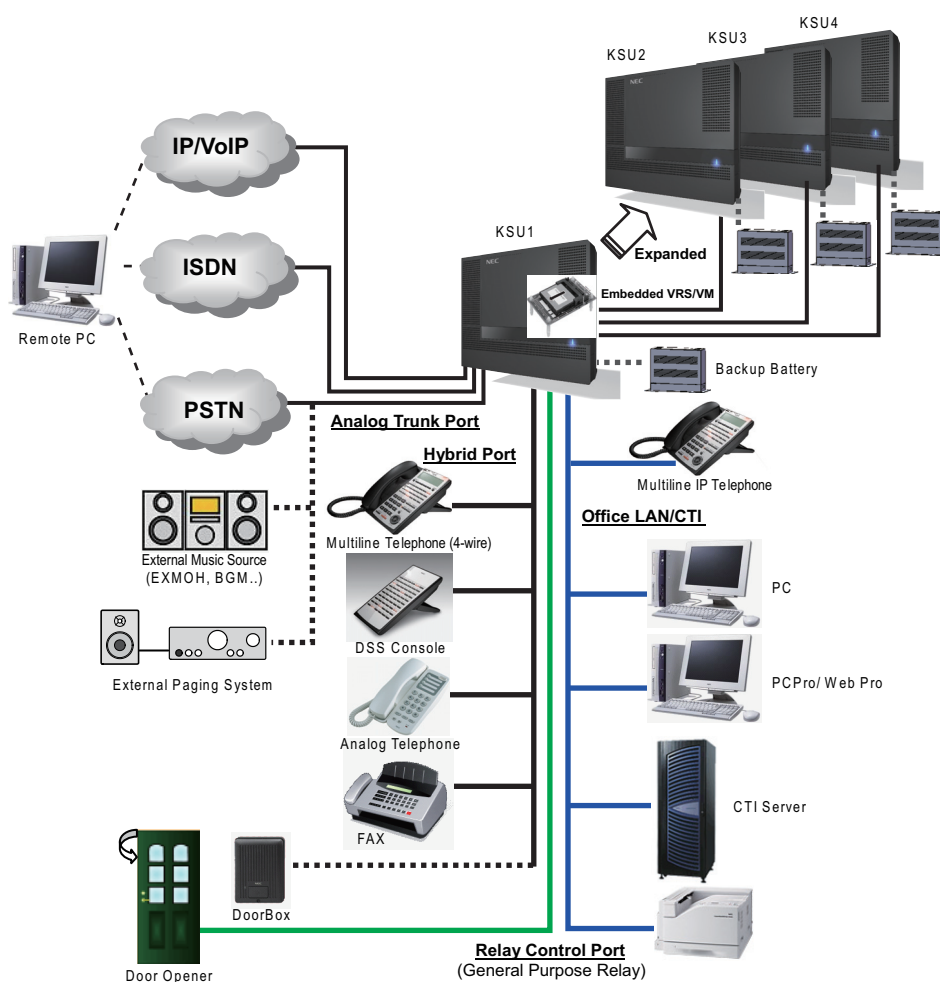 KSU4
KSU3
KSU2
NEC
IP/VoIP
KSU1
ISDN
NEC
Expanded
Embedded VRS/VM
Remote PC
Backup Battery
PSTN
Analog Trunk Port
Hybrid Port
Multiline IP Telephone
Office LAN/CTI
Multiline Telephone (4-wire)
External Music Source
(EXMOH, BGM..)
PC
DSS Console
External Paging System
PCPro/ Web Pro
Analog Telephone
CTI Server
FAX
DoorBox
Relay Control Port
(General Purpose Relay)
Door Opener